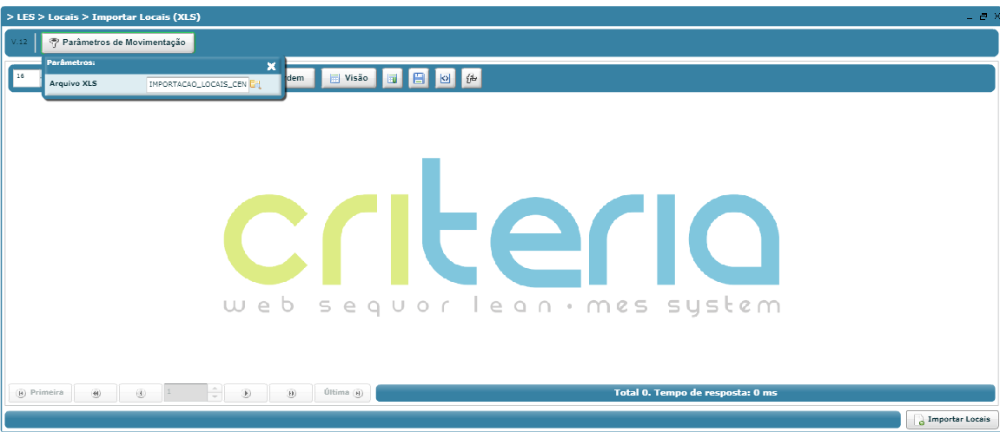 > LES > Locais > Importar Locais (XLS)
V.12
Parâmetros de Movimentação
Parâmetros:
Arquivo XLS
IMPORTACAO_LOCAIS_CEN
16
rdem
Visão
criteria
web sequor lean · mes system
Primeira
1
Última
Total 0. Tempo de resposta: 0 ms
Importar Locais